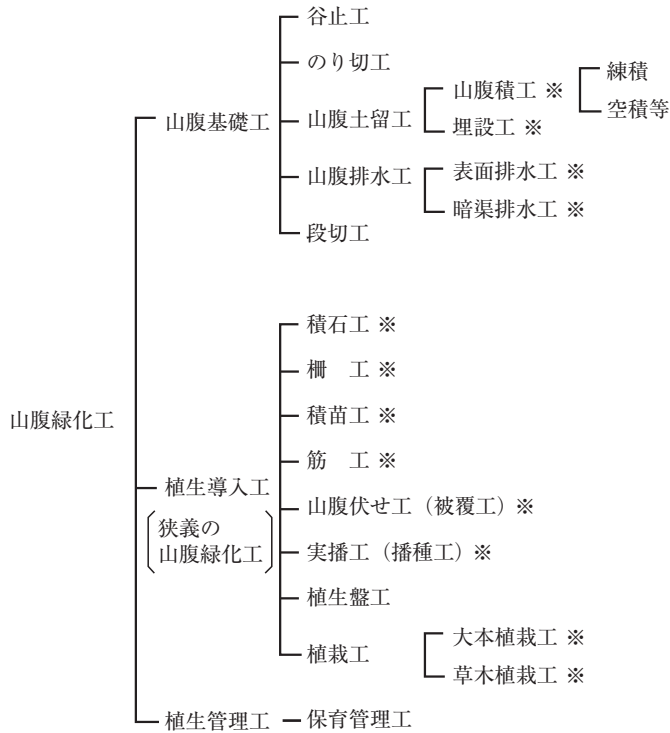 谷止工
のり切工
山腹基礎工
山腹土留工
山腹積工 ※
練積
空積等
埋設工 ※
山腹排水工
表面排水工 ※
暗渠排水工 ※
段切工
山腹緑化工
植生導入工
狭義の
山腹緑化工
積石工 ※
柵　工 ※
積苗工 ※
筋　工 ※
山腹伏せ工（被覆工）※
実播工（播種工）※
植生盤工
植栽工
大本植栽工 ※
草木植栽工 ※
植生管理工
保育管理工